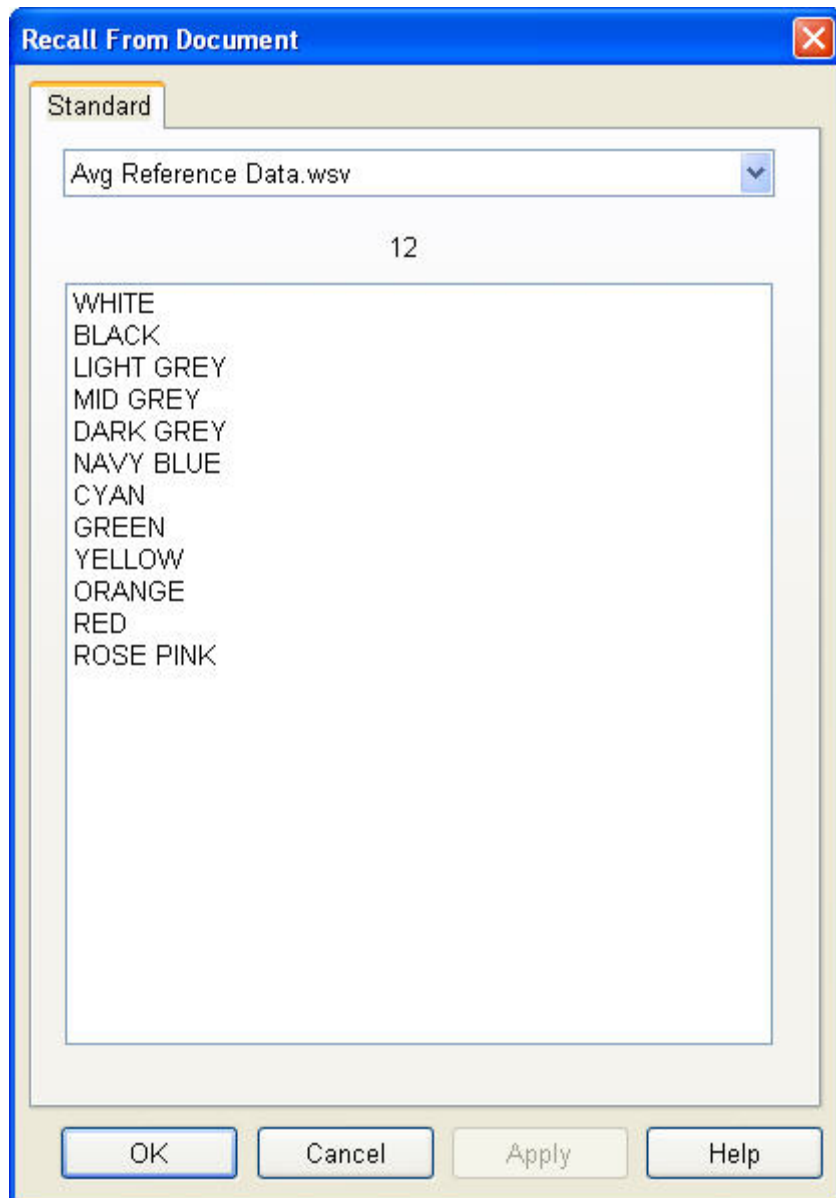 Recall From Document
Standard
Avg Reference Data.wsv
12
WHITE
BLACK
LIGHT GREY
MID GREY
DARK GREY
NAVY BLUE
CYAN
GREEN
YELLOW
ORANGE
RED
ROSE PINK
OK Cancel Apply Help